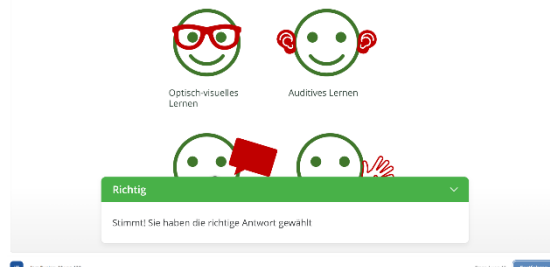 Optisch-visuelles
Lernen
Auditives Lernen
Richtig
Stimmt! Sie haben die richtige Antwort gewählt